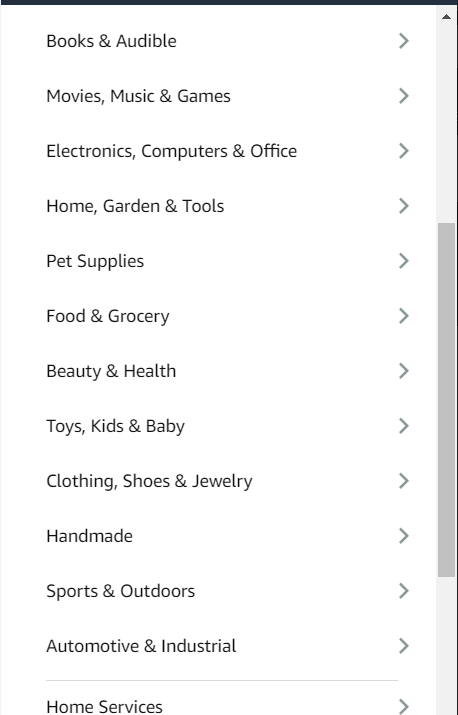 Books & Audible
Movies, Music & Games
Electronics, Computers & Office
Home, Garden & Tools
Pet Supplies
Food & Grocery
Beauty & Health
Toys, Kids & Baby
Clothing, Shoes & Jewelry
Handmade
Sports & Outdoors
Automotive & Industrial
Home Services